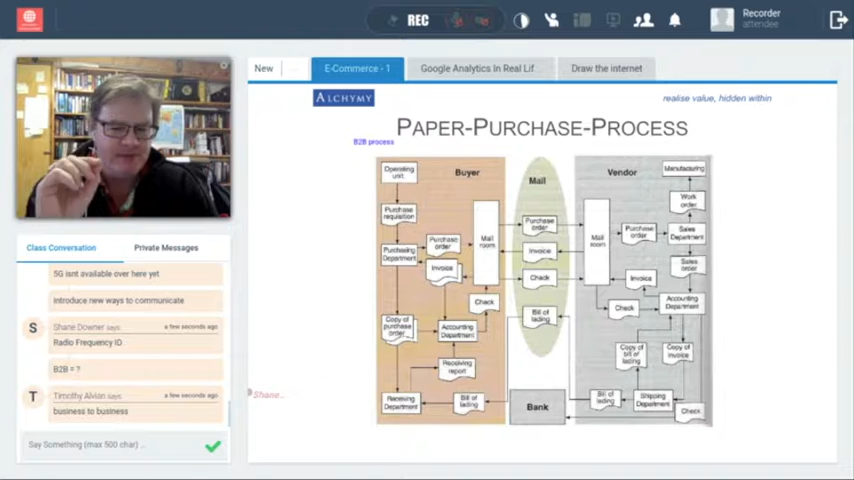 REC
Recorder
attendee
New
E-Commerce - 1
Google Analytics In Real Lif
Draw the internet
ALCHYMY
realise value, hidden within
PAPER-PURCHASE-PROCESS
B2B process
Operating
unit
Buyer
Mail
Vendor
Manufacturing
Purchase
requisition
Work
order
Purchasing
Department
Purchase
order
Mail
room
Purchase
order
Mail
room
Purchase
order
Sales
Department
Invoice
Invoice
Sales
order
Check
Invoice
Check
Check
Accounting
Department
Copy of
purchase
order
Accounting
Department
Bill of
lading
Copy of
bill of
lading
Copy of
invoice
Receiving
report
Receiving
Department
Bill of
lading
Bank
Bill of
lading
Shipping
Department
Check
Shane...
Class Conversation
Private Messages
5G isnt available over here yet
introduce new ways to communicate
S
Shane Downer says:
a few seconds ago
Radio Frequency ID
B2B = ?
T
Timothy Alvian says:
a few seconds ago
business to business
Say Something (max 500 char) ...